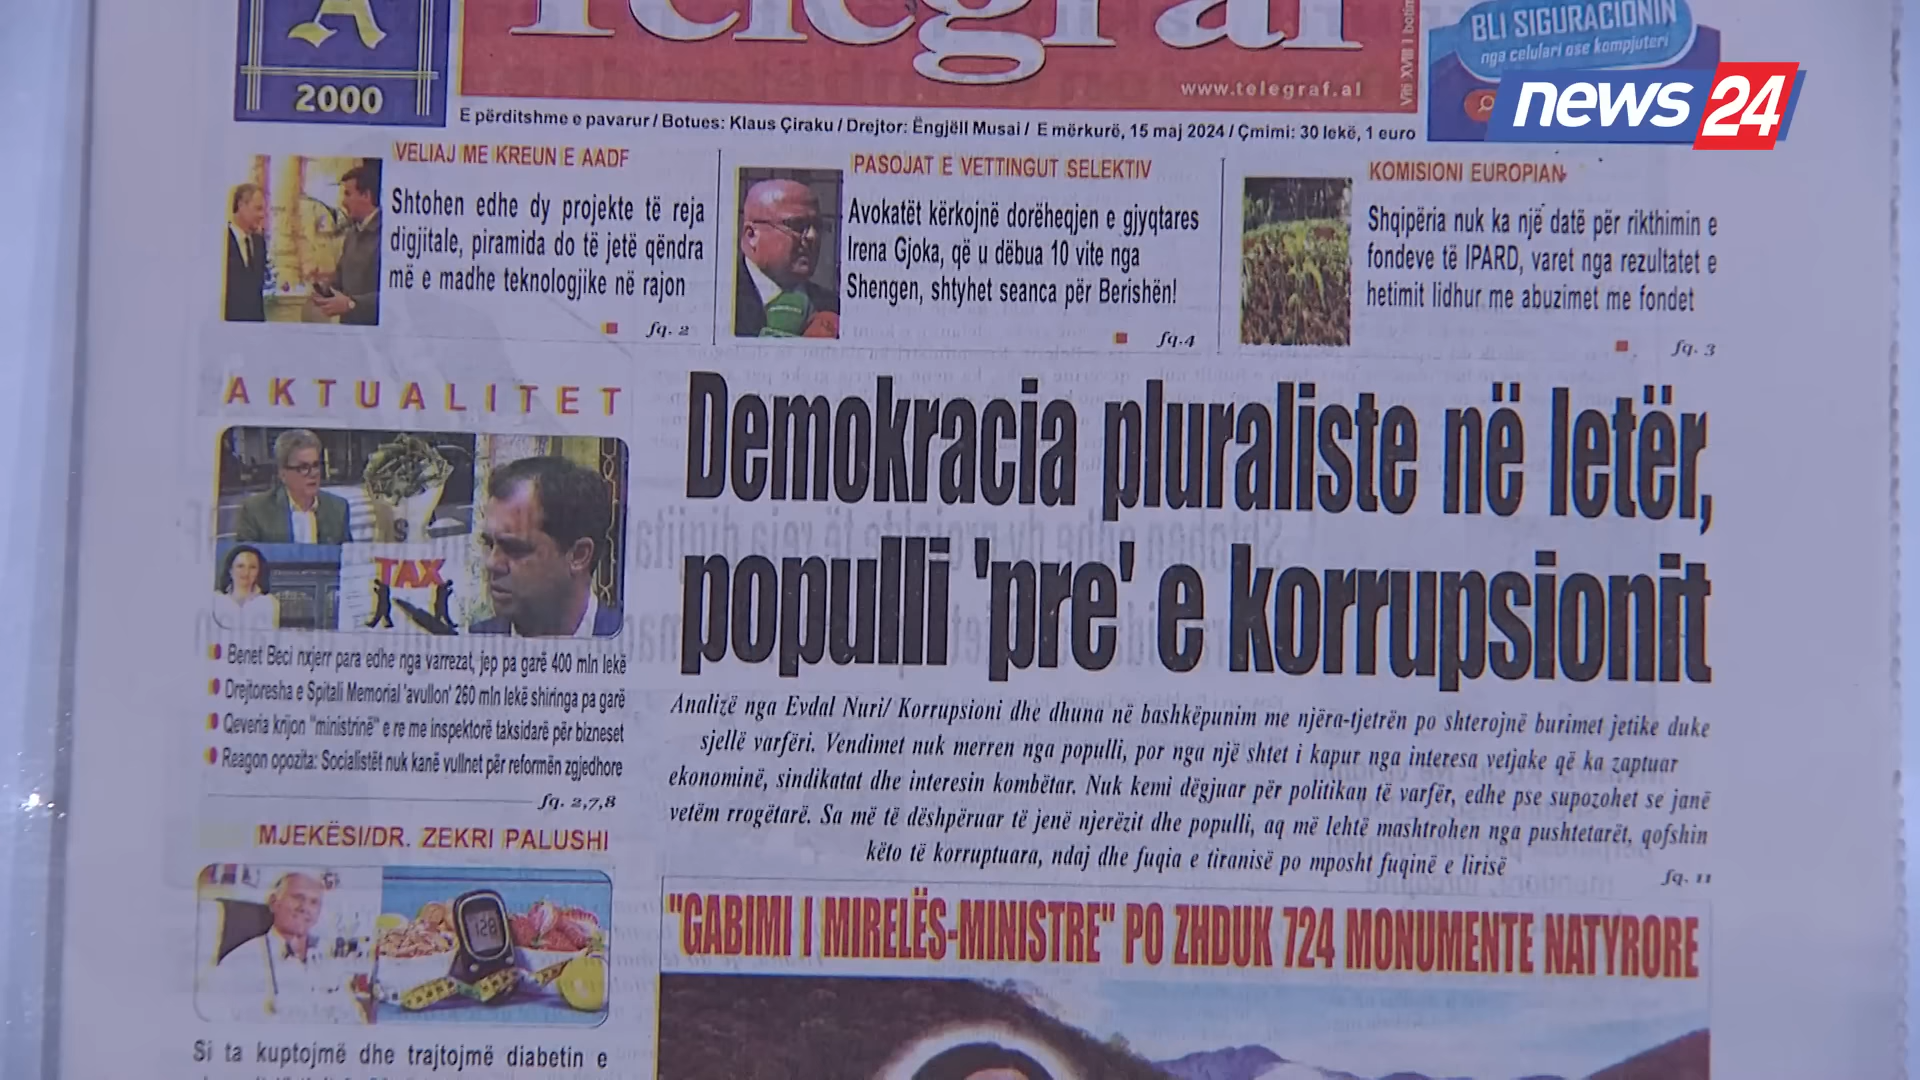 Telegraf
A
2000
www.telegraf.al
Viti XVIII i botim
BLI SIGURACIONIN
nga celulari ose kompjuteri
news 24
E përditshme e pavarur / Botues: Klaus Çiraku / Drejtor: Ëngjëll Musai / E mërkurë, 15 maj 2024 / Çmimi: 30 lekë, 1 euro
VELIAJ ME KREUN E AADF
Shtohen edhe dy projekte të reja
digjitale, piramida do të jetë qëndra
më e madhe teknologjike në rajon
fq. 2
PASOJAT E VETTINGUT SELEKTIV
Avokatët kërkojnë dorëheqjen e gjyqtares
Irena Gjoka, që u dëbua 10 vite nga
Shengen, shtyhet seanca për Berishën!
fq.4
KOMISIONI EUROPIAN
Shqipëria nuk ka një datë për rikthimin e
fondeve të IPARD, varet nga rezultatet e
hetimit lidhur me abuzimet me fondet
fq. 3
AKTUALITET
TAX
Benet Beci nxjerr para edhe nga varrezat, jep pa garë 400 mln lekë
Drejtoresha e Spitali Memorial 'avullon' 260 mln lekë shiringa pa garë
Qeveria krijon "ministrinë" e re me inspektorë taksidarë për bizneset
Reagon opozita: Socialistët nuk kanë vullnet për reformën zgjedhore
fq. 2,7,8
Demokracia pluraliste në letër,
populli 'pre' e korrupsionit
Analizë nga Evdal Nuri/ Korrupsioni dhe dhuna në bashkëpunim me njëra-tjetrën po shterojnë burimet jetike duke
sjellë varfëri. Vendimet nuk merren nga populli, por nga një shtet i kapur nga interesa vetjake që ka zaptuar
ekonominë, sindikatat dhe interesin kombëtar. Nuk kemi dëgjuar për politikan të varfër, edhe pse supozohet se janë
vetëm rrogëtarë. Sa më të dëshpëruar të jenë njerëzit dhe populli, aq më lehtë mashtrohen nga pushtetarët, qofshin
këto të korruptuara, ndaj dhe fuqia e tiranisë po mposht fuqinë e lirisë
fq. 11
MJEKËSI/DR. ZEKRI PALUSHI
128
Si ta kuptojmë dhe trajtojmë diabetin e
"GABIMI I MIRELËS-MINISTRE" PO ZHDUK 724 MONUMENTE NATYRORE